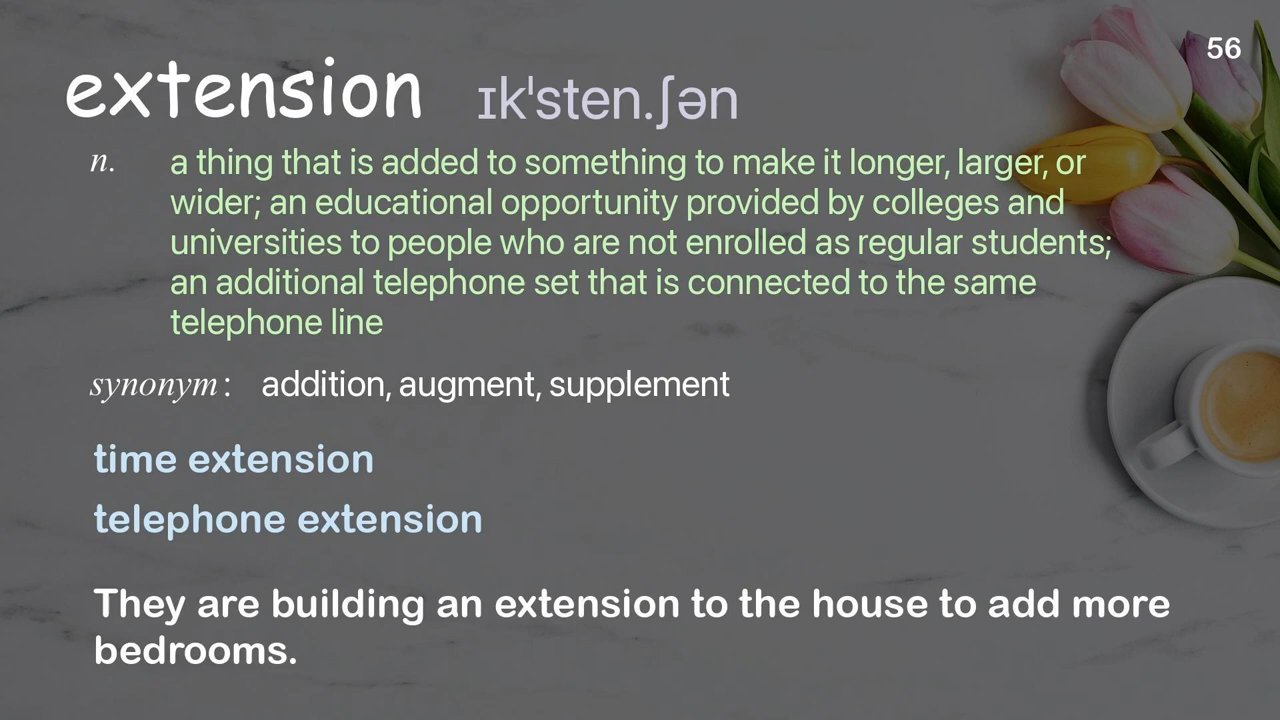 56
extension ɪkˈsten.ʃən
n. a thing that is added to something to make it longer, larger, or
wider; an educational opportunity provided by colleges and
universities to people who are not enrolled as regular students;
an additional telephone set that is connected to the same
telephone line
synonym: addition, augment, supplement
time extension
telephone extension
They are building an extension to the house to add more
bedrooms.